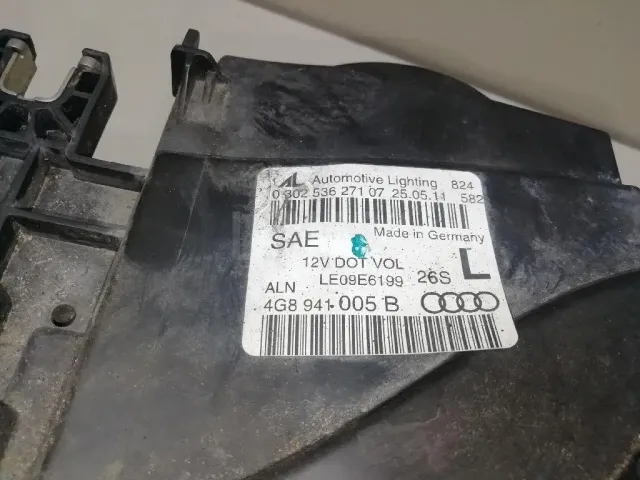 AL Automotive Lighting 824
0 302 536 271 07 25.05.11 582
SAE Made in Germany
12V DOT VOL L
LE09E6199 26S
ALN
4G8 941 005 B